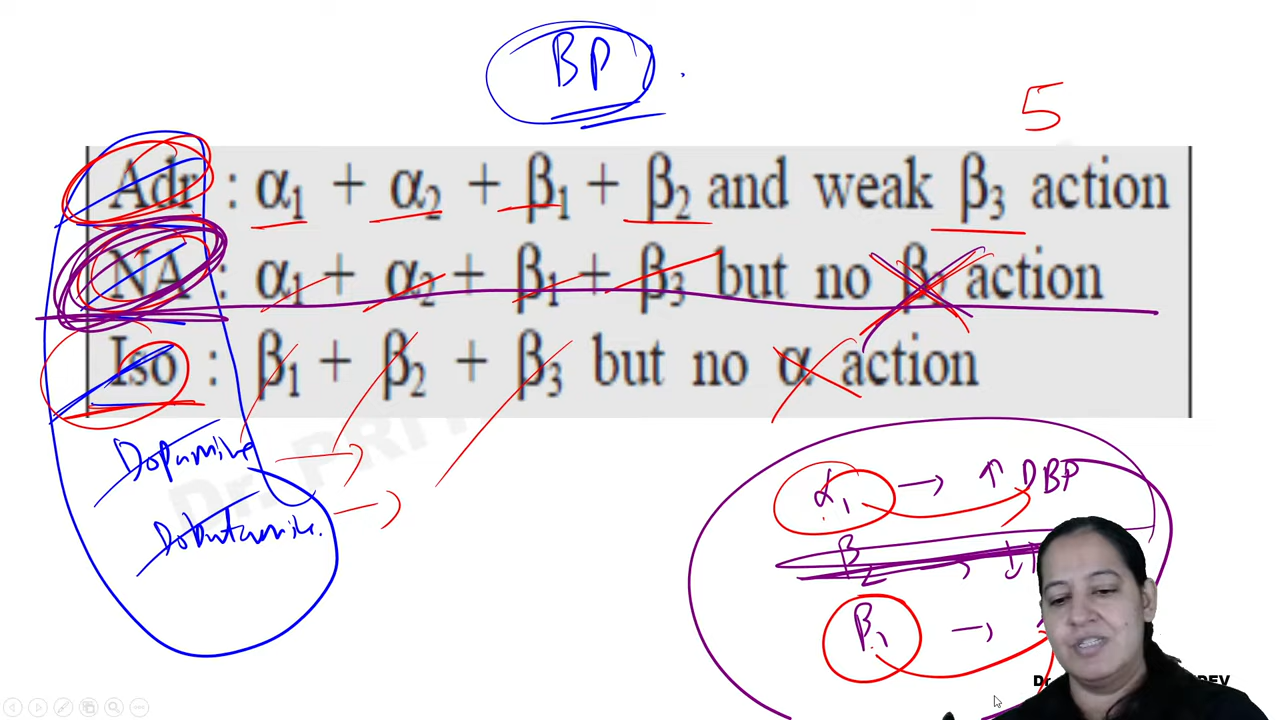 BP
5
Adr : α₁ + α₂ + β₁ + β₂ and weak β₃ action
NA : α₁ + α₂ + β₁ + β₃ but no β₂ action
Iso : β₁ + β₂ + β₃ but no α action
Dopamine →
Dobutamine. →
α₁ → ↑ DBP
β₂ → ↓
β₁ →
DEV